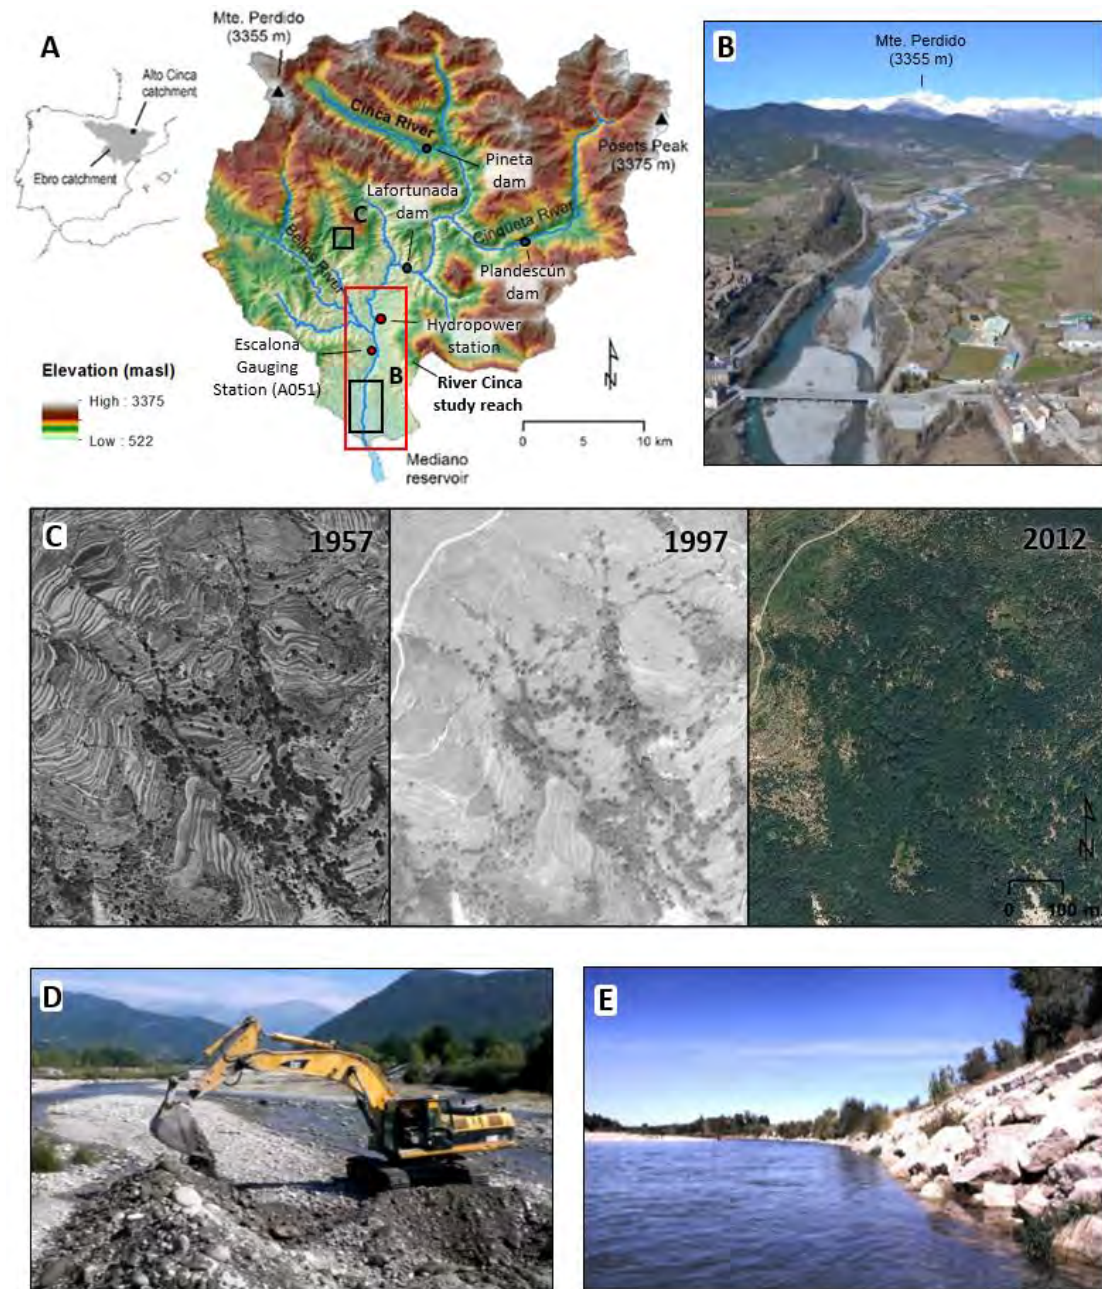 A
Mte. Perdido
(3355 m)
Alto Cinca
catchment
Ebro catchment
Cinca River
Pineta
dam
Posets Peak
(3375 m)
Lafortunada
dam
C
Cinqueta River
Bellos River
Plandescún
dam
Hydropower
station
Escalona
Gauging
Station (A051)
B
River Cinca
study reach
N
Elevation (masl)
High : 3375
Low : 522
0 5 10 km
Mediano
reservoir
B
Mte. Perdido
(3355 m)
C
1957
1997
2012
N
0 100 m
D
E